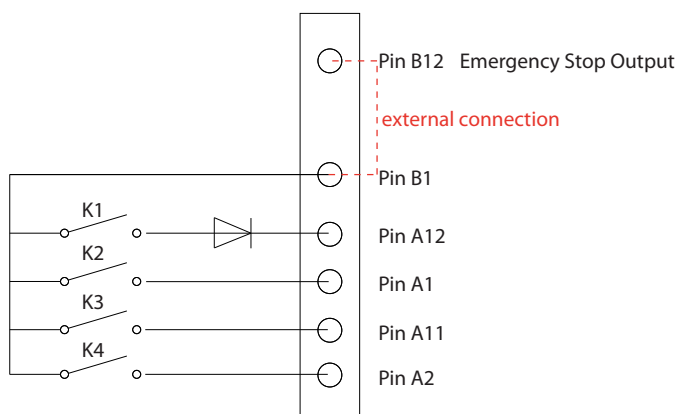 Pin B12 Emergency Stop Output
external connection
Pin B1
K1
Pin A12
K2
Pin A1
K3
Pin A11
K4
Pin A2